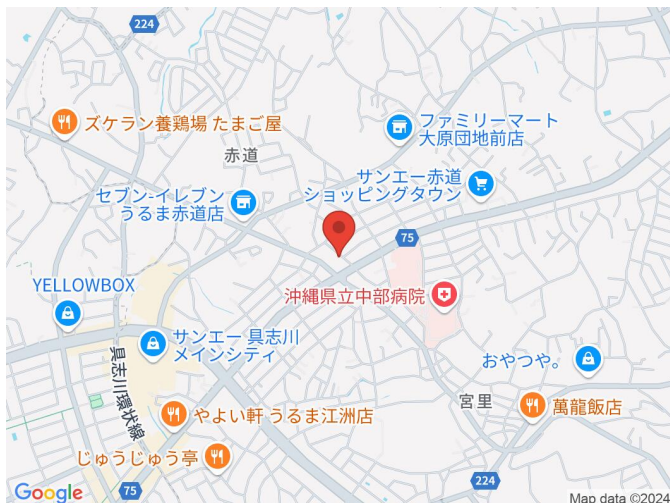 224
ズケラン養鶏場 たまご屋
ファミリーマート
大原団地前店
赤道
サンエー赤道
ショッピングタウン
セブン-イレブン
うるま赤道店
75
YELLOWBOX
沖縄県立中部病院
サンエー 具志川
メインシティ
おやつや。
具志川環状線
宮里
萬龍飯店
やよい軒 うるま江洲店
じゅうじゅう亭
75
224
Google
Map data ©2024